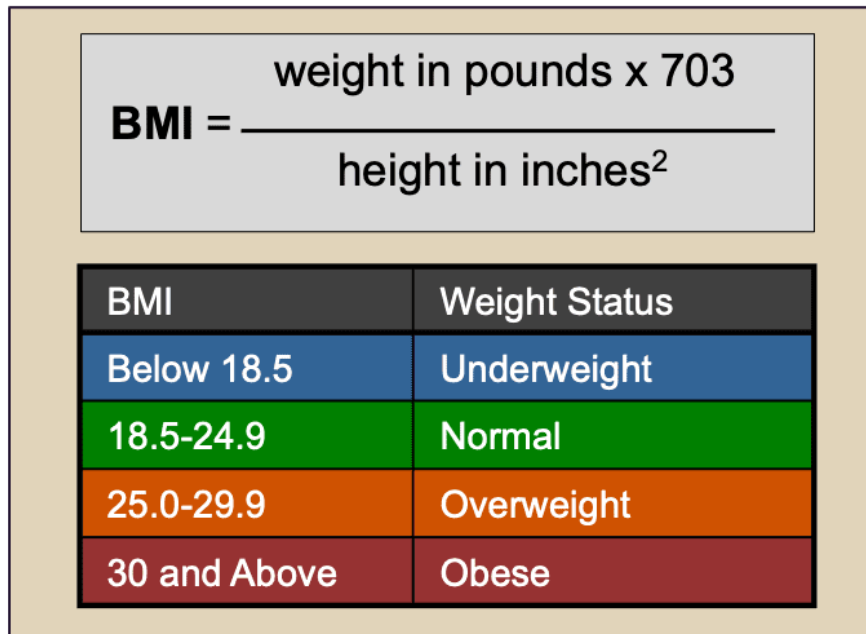 weight in pounds x 703
BMI =
height in inches²
BMI Weight Status
Below 18.5 Underweight
18.5-24.9 Normal
25.0-29.9 Overweight
30 and Above Obese